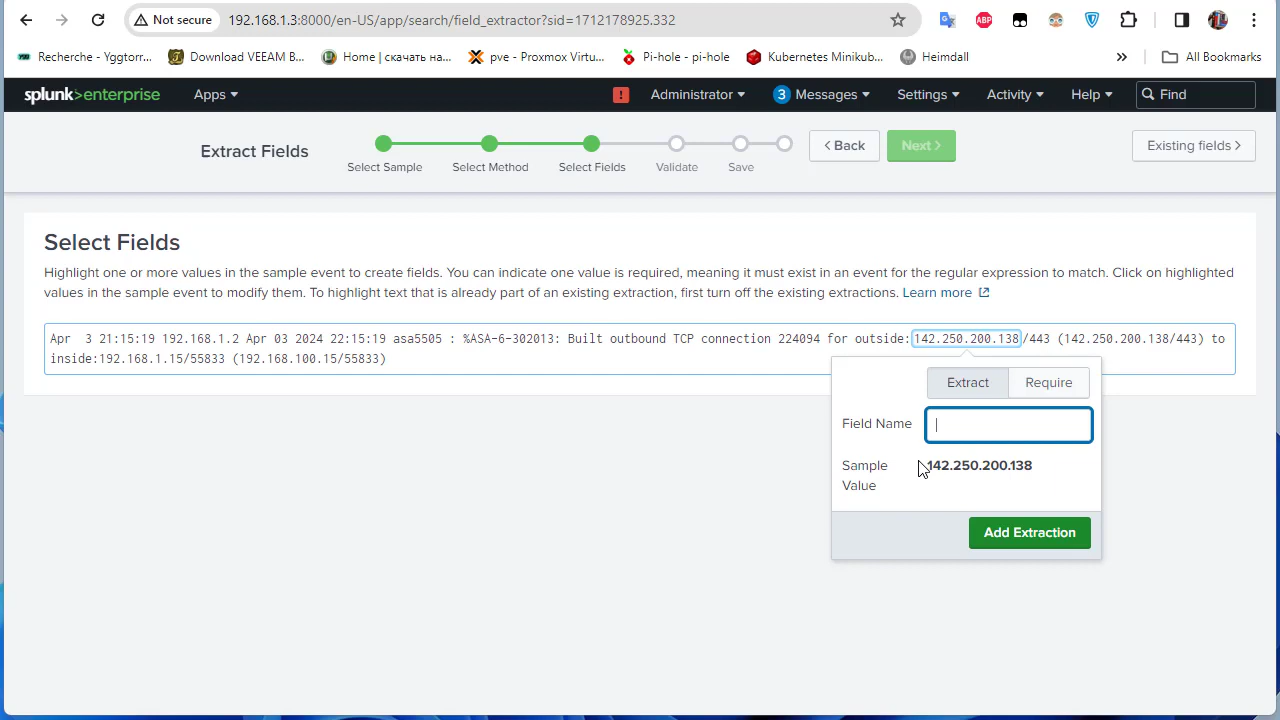 Not secure 192.168.1.3:8000/en-US/app/search/field_extractor?sid=1712178925.332
Recherche - Yggtorr... Download VEEAM B... Home | скачать на... pve - Proxmox Virtu... Pi-hole - pi-hole Kubernetes Minikub... Heimdall » All Bookmarks
splunk>enterprise Apps ! Administrator 3 Messages Settings Activity Help Find
Extract Fields
Select Sample Select Method Select Fields Validate Save
< Back Next > Existing fields >
Select Fields
Highlight one or more values in the sample event to create fields. You can indicate one value is required, meaning it must exist in an event for the regular expression to match. Click on highlighted
values in the sample event to modify them. To highlight text that is already part of an existing extraction, first turn off the existing extractions. Learn more
Apr  3 21:15:19 192.168.1.2 Apr 03 2024 22:15:19 asa5505 : %ASA-6-302013: Built outbound TCP connection 224094 for outside:142.250.200.138/443 (142.250.200.138/443) to
inside:192.168.1.15/55833 (192.168.100.15/55833)
Extract Require
Field Name
Sample Value 142.250.200.138
Add Extraction